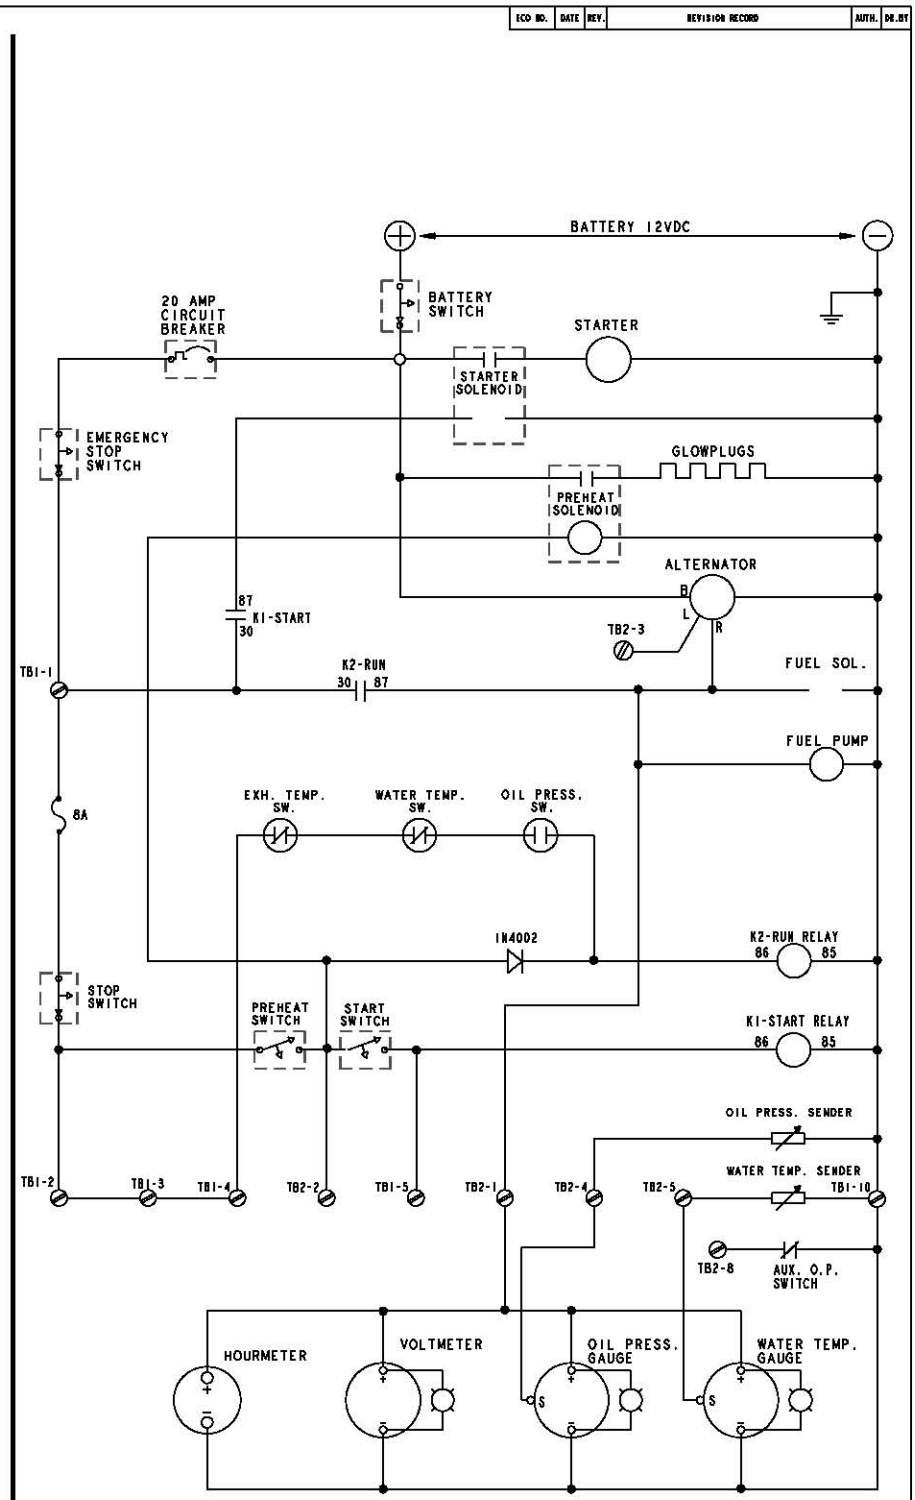 ECO NO. DATE REV. REVISION RECORD AUTH. DR.BY
BATTERY 12VDC
20 AMP
CIRCUIT
BREAKER
BATTERY
SWITCH
STARTER
STARTER
SOLENOID
EMERGENCY
STOP
SWITCH
GLOWPLUGS
PREHEAT
SOLENOID
ALTERNATOR
B
L
R
TB2-3
87
K1-START
30
TB1-1
K2-RUN
30 87
FUEL SOL.
FUEL PUMP
8A
EXH. TEMP.
SW.
WATER TEMP.
SW.
OIL PRESS.
SW.
1N4002
K2-RUN RELAY
86 85
STOP
SWITCH
PREHEAT
SWITCH
START
SWITCH
K1-START RELAY
86 85
OIL PRESS. SENDER
WATER TEMP. SENDER
TB1-2
TB1-3
TB1-4
TB2-2
TB1-5
TB2-1
TB2-4
TB2-5
TB1-10
TB2-8
AUX. O.P.
SWITCH
HOURMETER
VOLTMETER
OIL PRESS.
GAUGE
WATER TEMP.
GAUGE
+
+
+
+
S
S
-
-
-
-